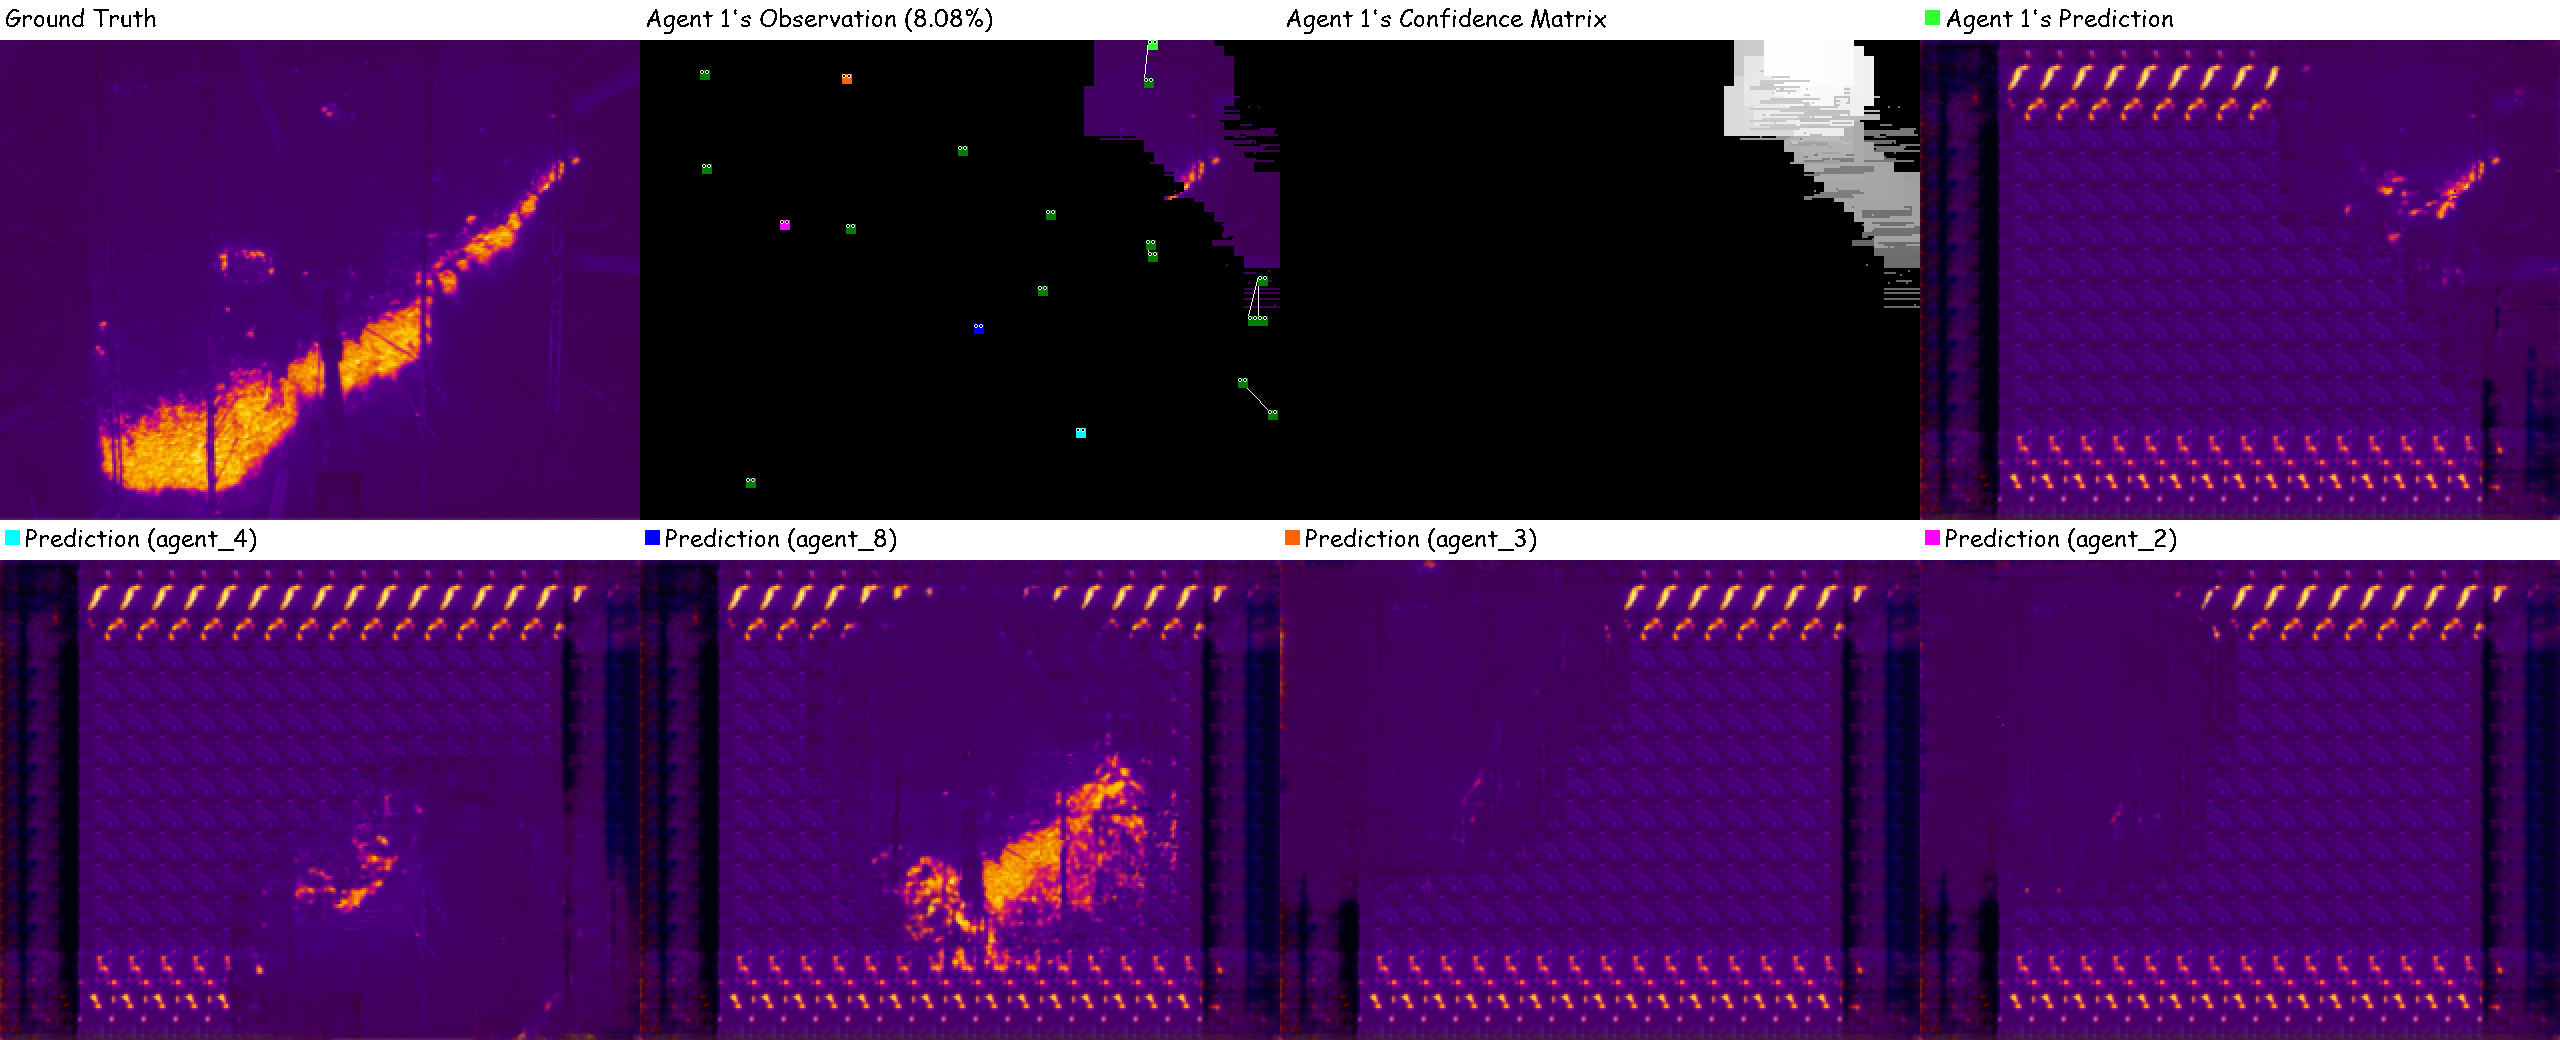 Ground Truth
Agent 1's Observation (8.08%)
Agent 1's Confidence Matrix
Agent 1's Prediction
Prediction (agent_4)
Prediction (agent_8)
Prediction (agent_3)
Prediction (agent_2)